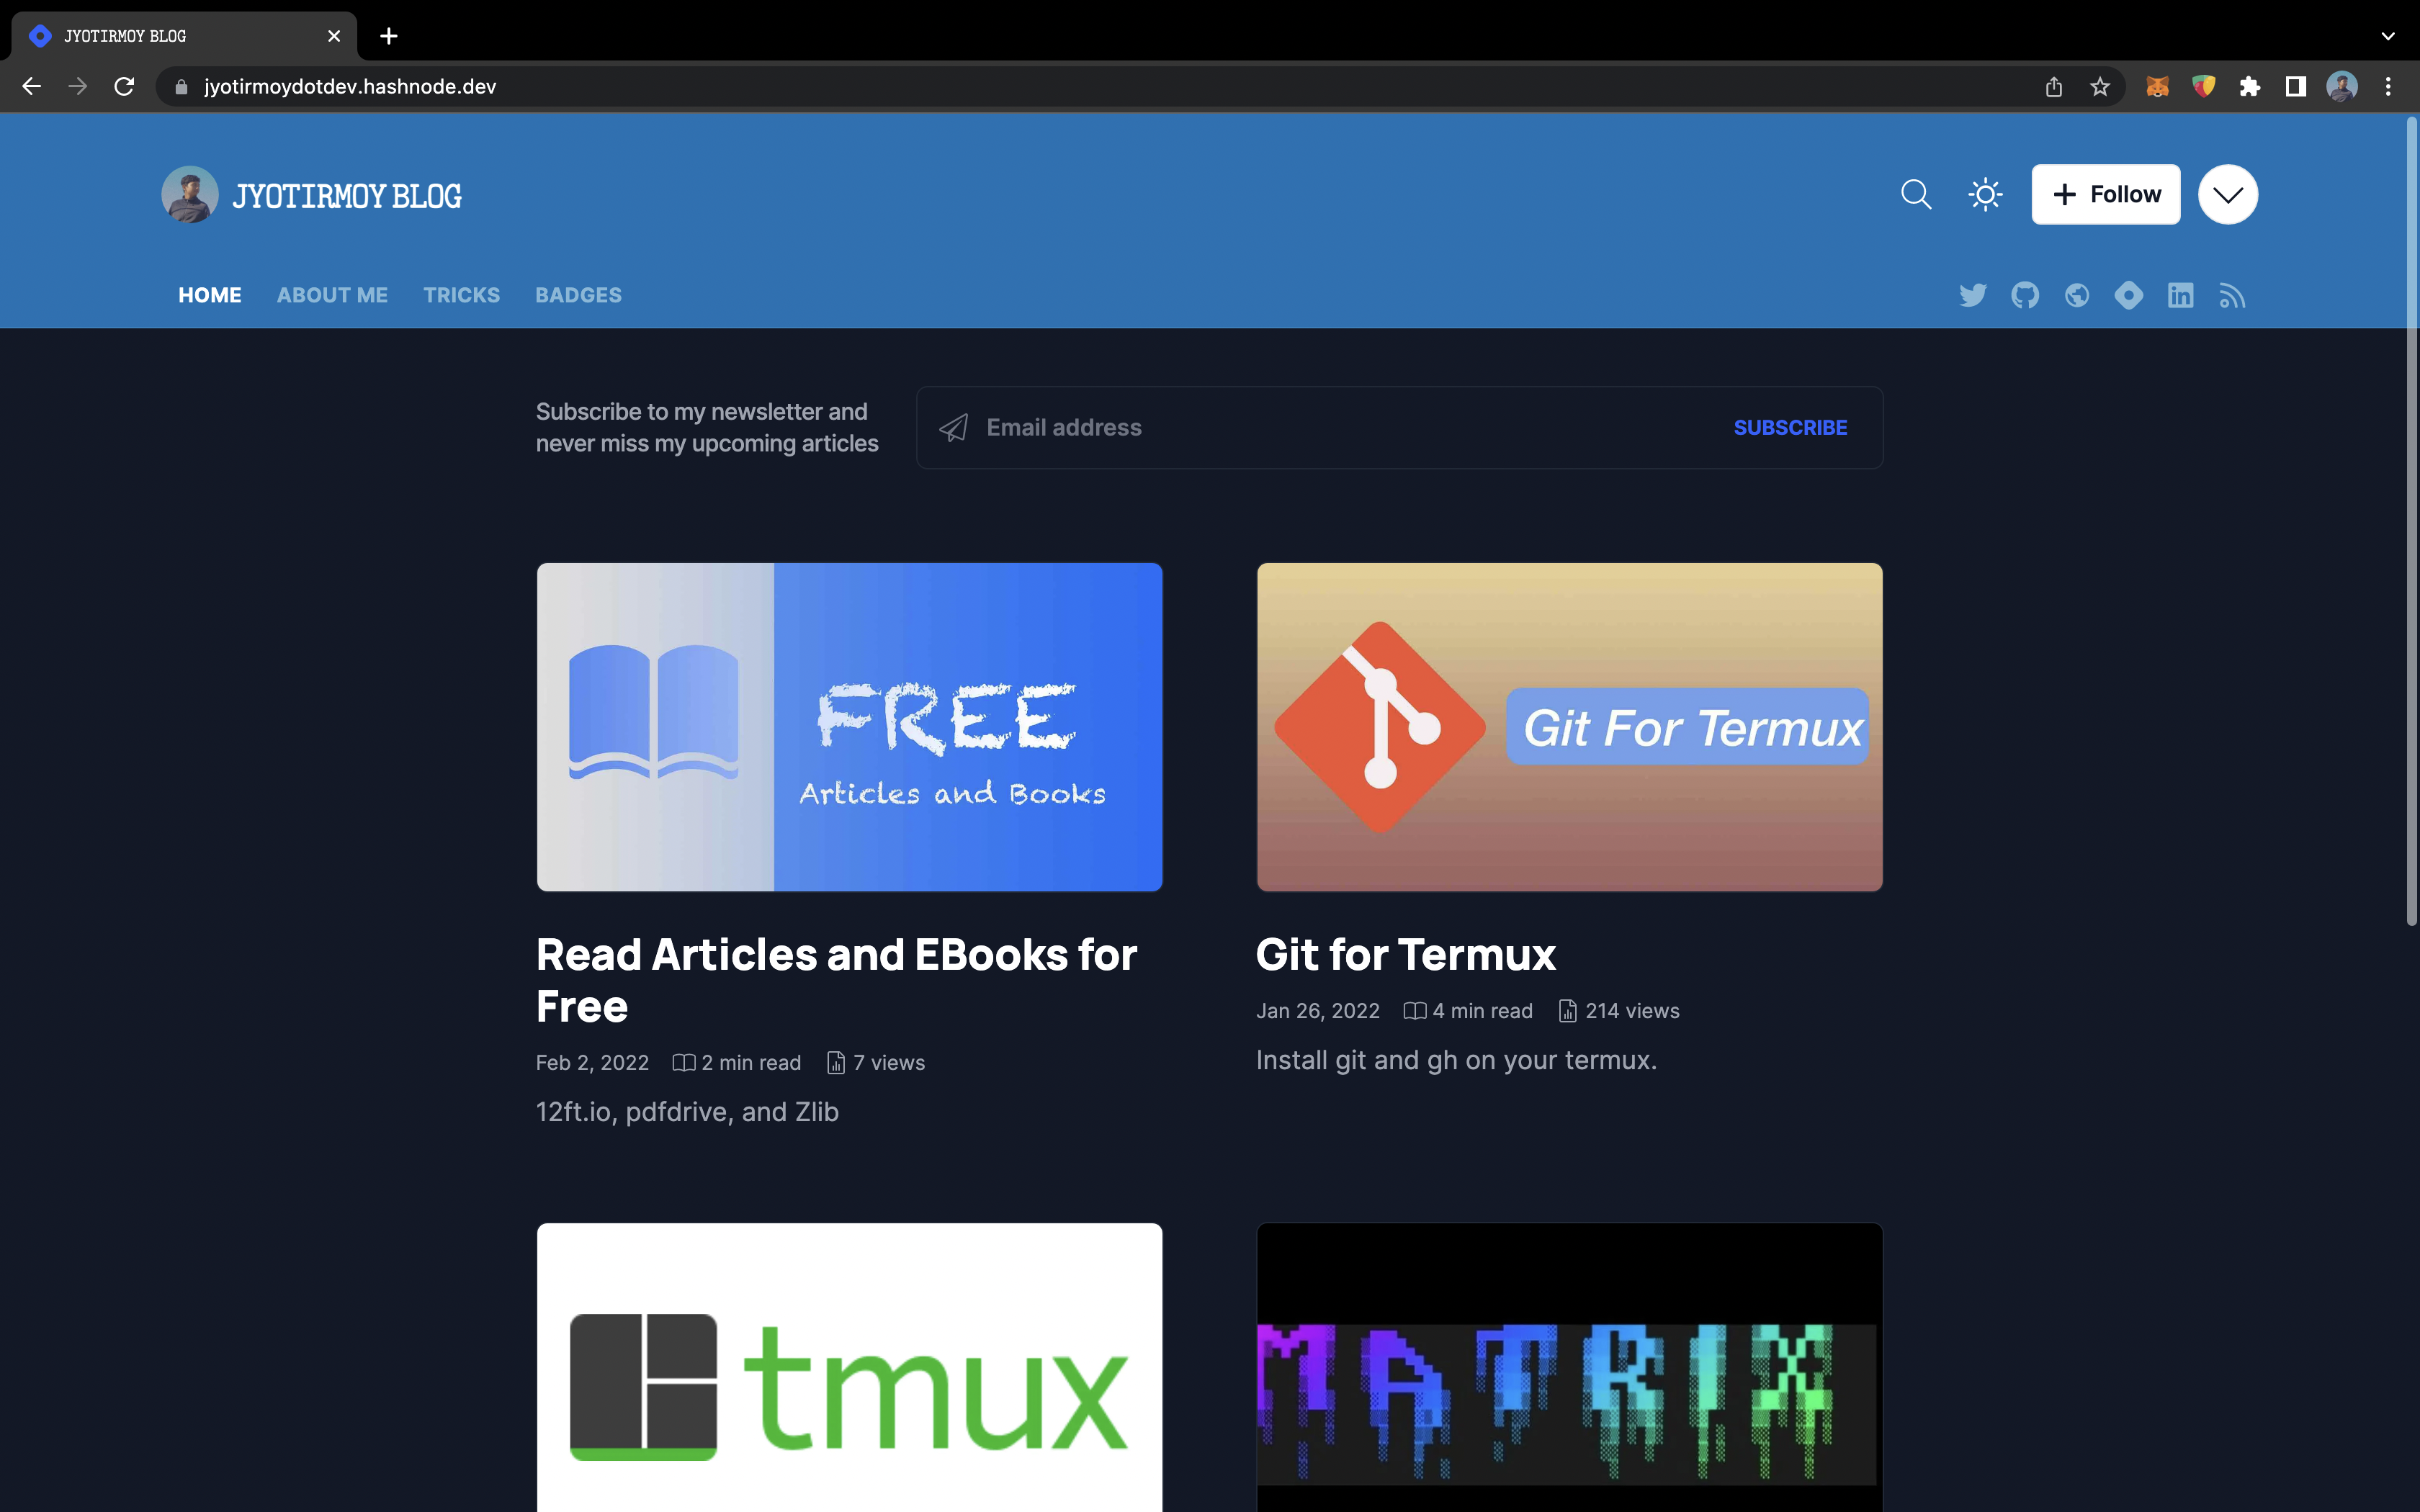 JYOTIRMOY BLOG
jyotirmoydotdev.hashnode.dev
JYOTIRMOY BLOG
Follow
HOME ABOUT ME TRICKS BADGES
Subscribe to my newsletter and
never miss my upcoming articles
Email address
SUBSCRIBE
FREE
Articles and Books
Git For Termux
Read Articles and EBooks for
Free
Feb 2, 2022 2 min read 7 views
12ft.io, pdfdrive, and Zlib
Git for Termux
Jan 26, 2022 4 min read 214 views
Install git and gh on your termux.
tmux
MATRIX